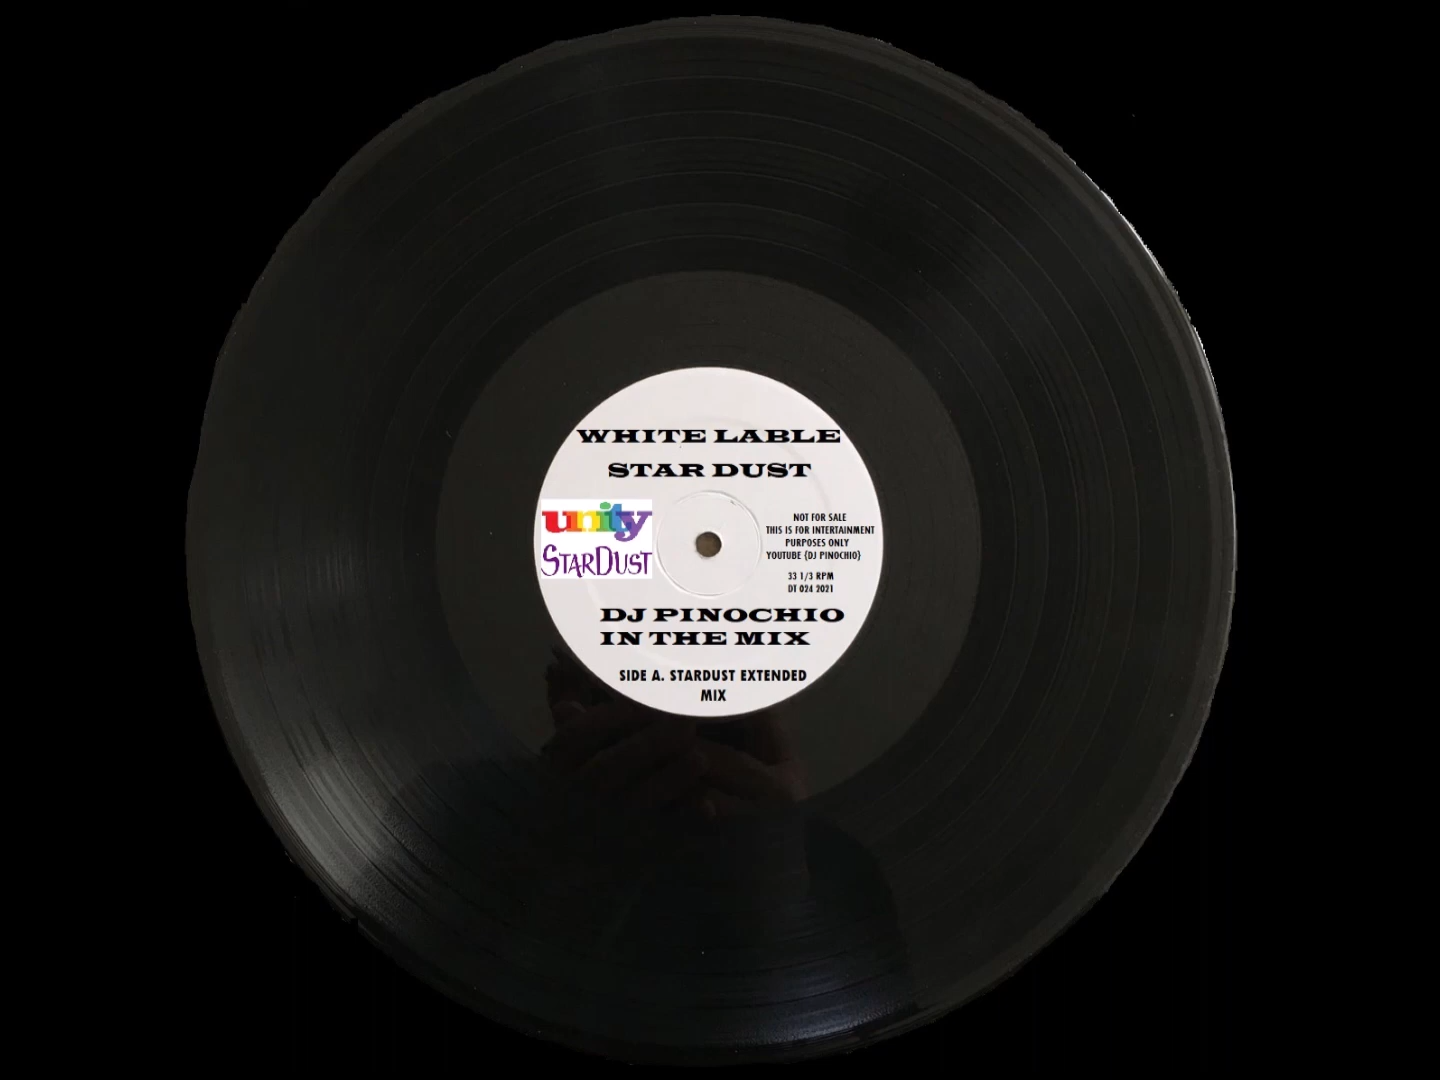 WHITE LABLE
STAR DUST
unity
STARDUST
NOT FOR SALE
THIS IS FOR INTERTAINMENT
PURPOSES ONLY
YOUTUBE {DJ PINOCHIO}
33 1/3 RPM
DT 024 2021
DJ PINOCHIO
IN THE MIX
SIDE A. STARDUST EXTENDED
MIX